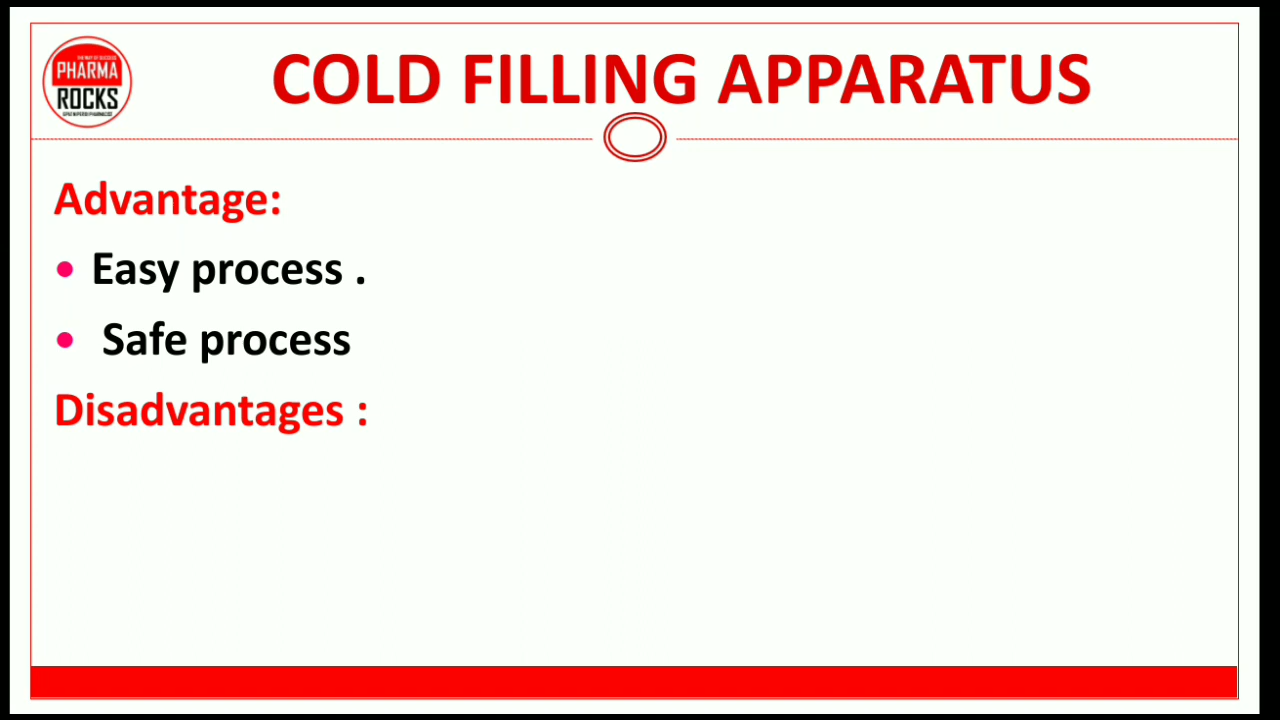 PHARMA
ROCKS
COLD FILLING APPARATUS
Advantage:
• Easy process .
• Safe process
Disadvantages :